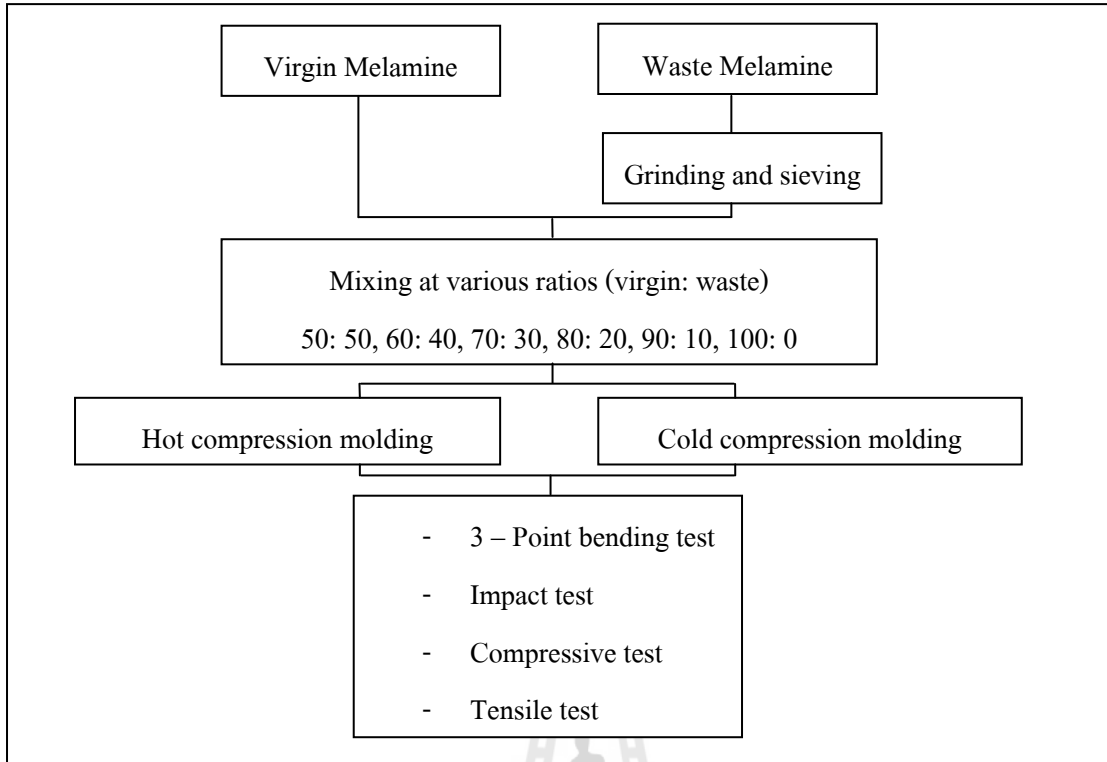 Virgin Melamine
Waste Melamine
Grinding and sieving
Mixing at various ratios (virgin: waste)
50: 50, 60: 40, 70: 30, 80: 20, 90: 10, 100: 0
Hot compression molding
Cold compression molding
- 3 – Point bending test
- Impact test
- Compressive test
- Tensile test